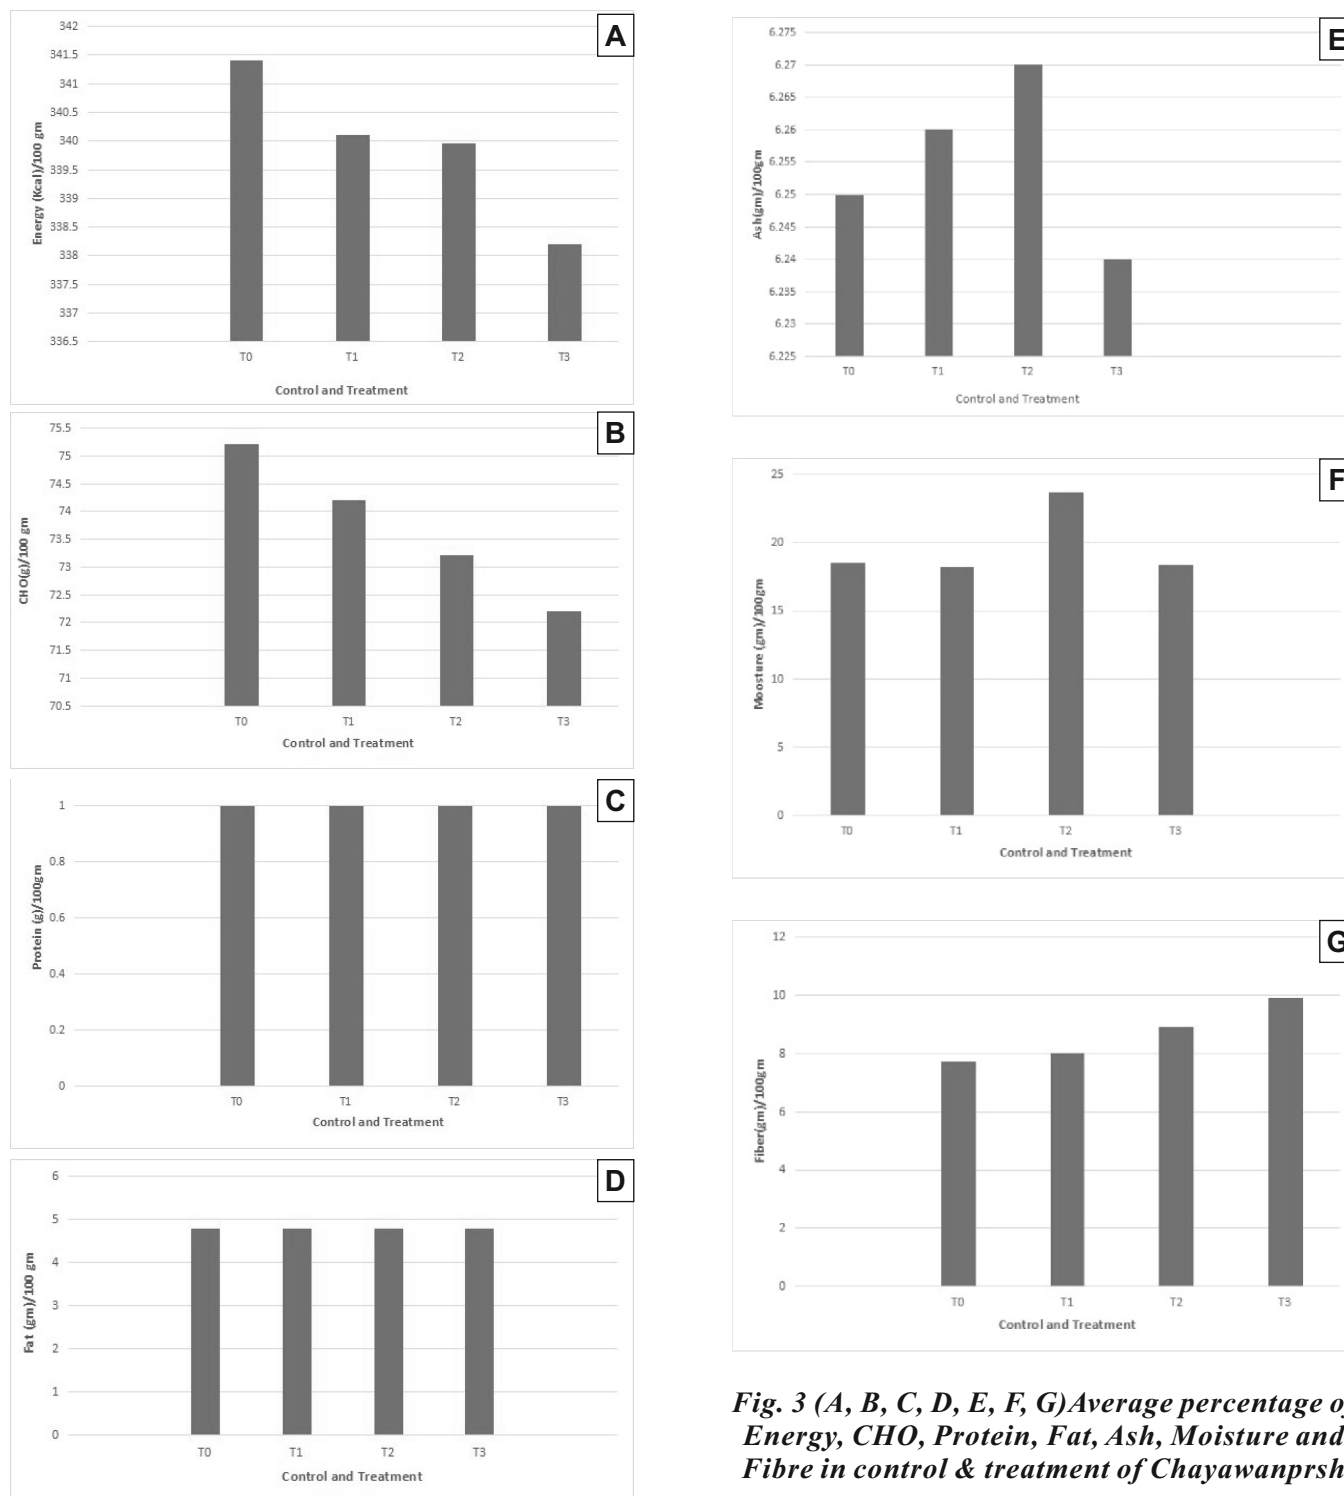 A
342
341.5
341
340.5
340
339.5
339
338.5
338
337.5
337
336.5
Energy (Kcal)/100 gm
T0 T1 T2 T3
Control and Treatment
B
75.5
75
74.5
74
73.5
73
72.5
72
71.5
71
70.5
CHO(g)/100 gm
T0 T1 T2 T3
Control and Treatment
C
1
0.8
0.6
0.4
0.2
0
Protein (g)/100gm
T0 T1 T2 T3
Control and Treatment
D
6
5
4
3
2
1
0
Fat (gm)/100 gm
T0 T1 T2 T3
Control and Treatment
E
6.275
6.27
6.265
6.26
6.255
6.25
6.245
6.24
6.235
6.23
6.225
Ash(gm)/100gm
T0 T1 T2 T3
Control and Treatment
F
25
20
15
10
5
0
Moosture (gm)/100gm
T0 T1 T2 T3
Control and Treatment
G
12
10
8
6
4
2
0
Fiber(gm)/100gm
T0 T1 T2 T3
Control and Treatment
Fig. 3 (A, B, C, D, E, F, G)Average percentage
Energy, CHO, Protein, Fat, Ash, Moisture and
Fibre in control & treatment of Chayawanprsh